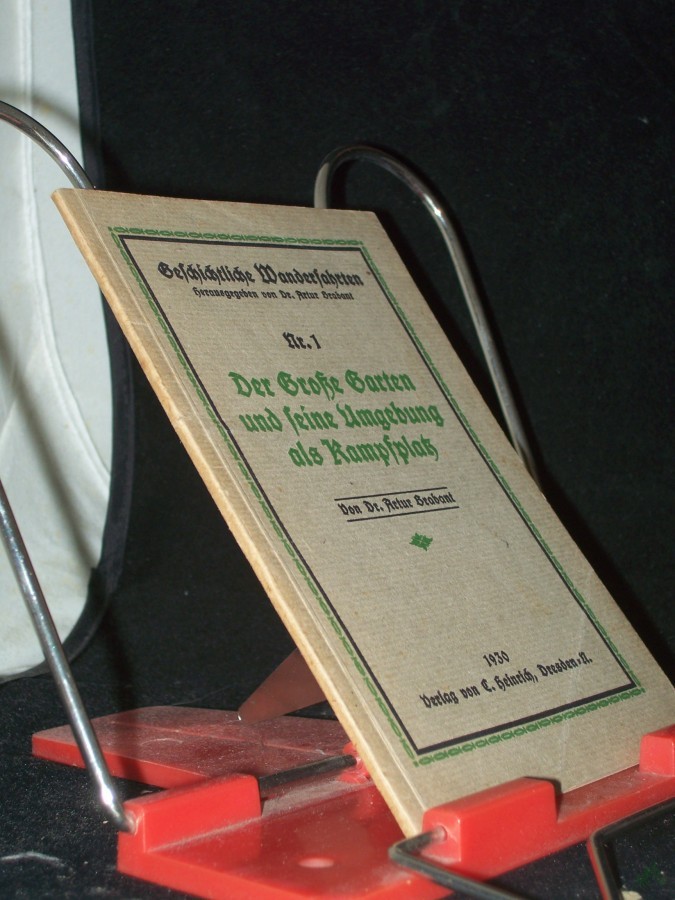 Geschichtliche Wanderfahrten
Herausgegeben von Dr. Artur Brabant
Nr. 1
Der Große Garten
und seine Umgebung
als Kampfplatz
Von Dr. Artur Brabant
1930
Verlag von C. Heinrich, Dresden-N.